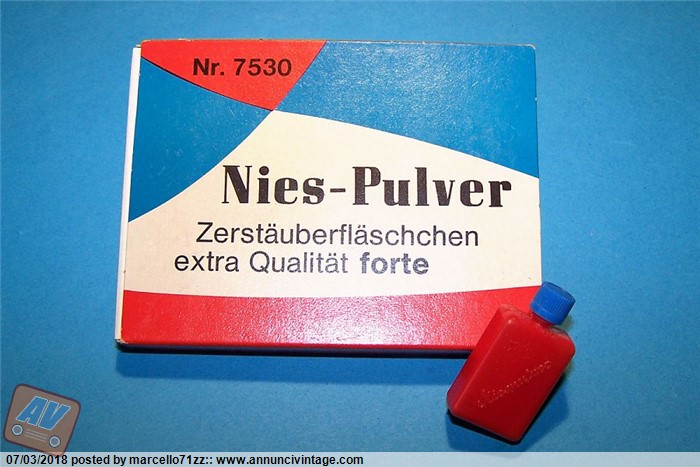 Nr. 7530
Nies-Pulver
Zerstäuberfläschchen
extra Qualität forte
AV
07/03/2018 posted by marcello71zz:: www.annuncivintage.com